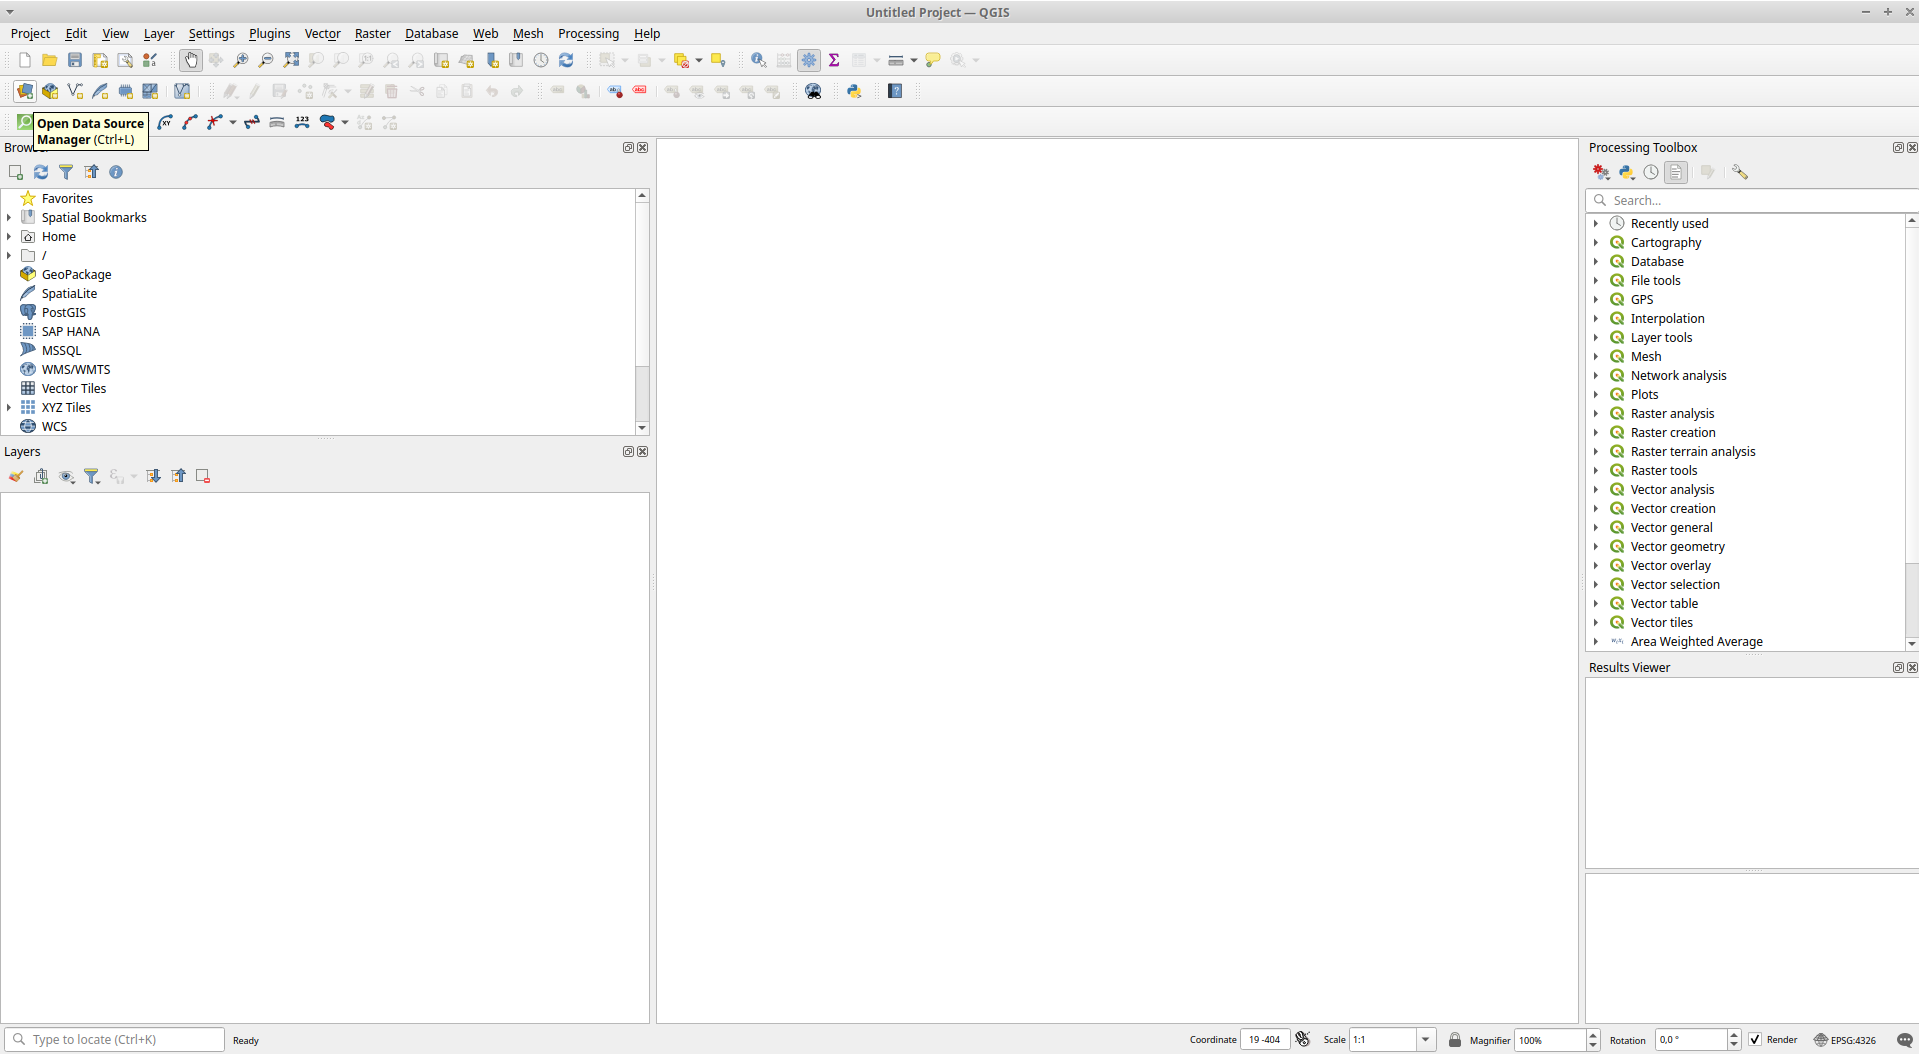 Untitled Project — QGIS
Project Edit View Layer Settings Plugins Vector Raster Database Web Mesh Processing Help
Open Data Source
Manager (Ctrl+L)
123
Processing Toolbox
Search...
Favorites
Spatial Bookmarks
Home
/
GeoPackage
SpatiaLite
PostGIS
SAP HANA
MSSQL
WMS/WMTS
Vector Tiles
XYZ Tiles
WCS
Layers
Recently used
Cartography
Database
File tools
GPS
Interpolation
Layer tools
Mesh
Network analysis
Plots
Raster analysis
Raster creation
Raster terrain analysis
Raster tools
Vector analysis
Vector creation
Vector general
Vector geometry
Vector overlay
Vector selection
Vector table
Vector tiles
Area Weighted Average
Results Viewer
Type to locate (Ctrl+K) Ready Coordinate 19 -404 Scale 1:1 Magnifier 100% Rotation 0,0 ° Render EPSG:4326